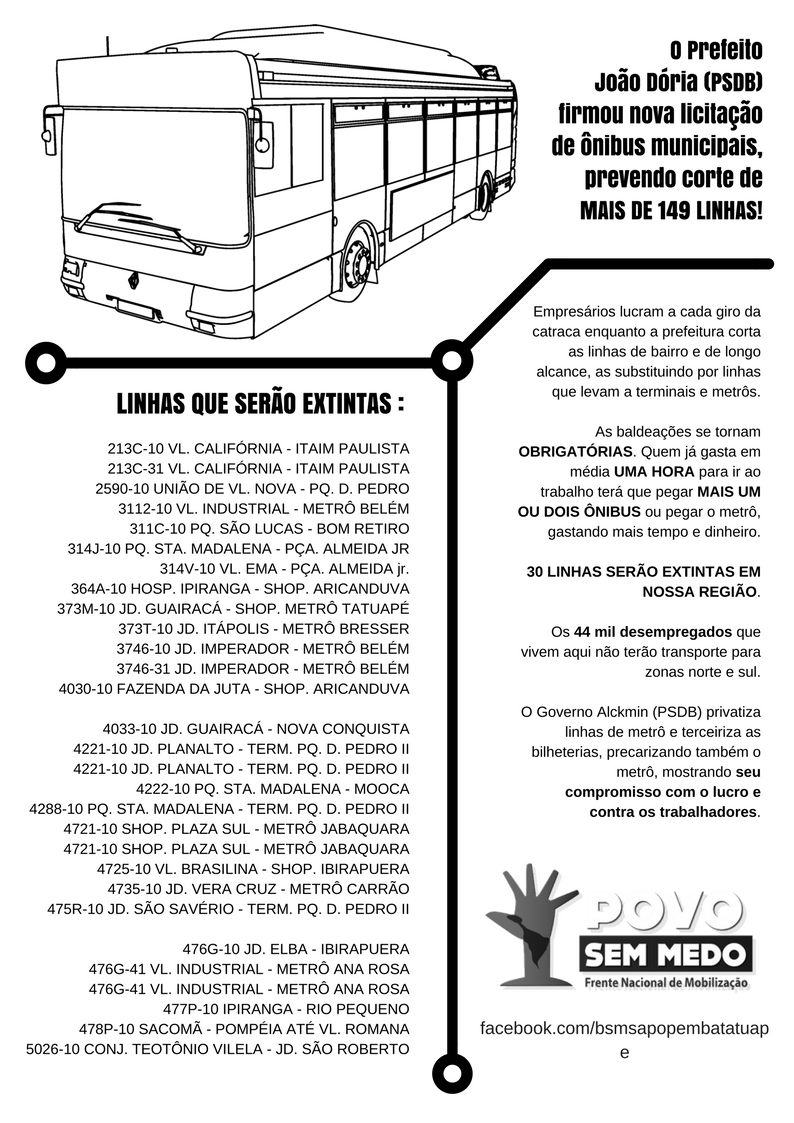 O Prefeito
João Dória (PSDB)
firmou nova licitação
de ônibus municipais,
prevendo corte de
MAIS DE 149 LINHAS!
LINHAS QUE SERÃO EXTINTAS :
213C-10 VL. CALIFÓRNIA - ITAIM PAULISTA
213C-31 VL. CALIFÓRNIA - ITAIM PAULISTA
2590-10 UNIÃO DE VL. NOVA - PQ. D. PEDRO
3112-10 VL. INDUSTRIAL - METRÔ BELÉM
311C-10 PQ. SÃO LUCAS - BOM RETIRO
314J-10 PQ. STA. MADALENA - PÇA. ALMEIDA JR
314V-10 VL. EMA - PÇA. ALMEIDA jr.
364A-10 HOSP. IPIRANGA - SHOP. ARICANDUVA
373M-10 JD. GUAIRACÁ - SHOP. METRÔ TATUAPÉ
373T-10 JD. ITÁPOLIS - METRÔ BRESSER
3746-10 JD. IMPERADOR - METRÔ BELÉM
3746-31 JD. IMPERADOR - METRÔ BELÉM
4030-10 FAZENDA DA JUTA - SHOP. ARICANDUVA
4033-10 JD. GUAIRACÁ - NOVA CONQUISTA
4221-10 JD. PLANALTO - TERM. PQ. D. PEDRO II
4221-10 JD. PLANALTO - TERM. PQ. D. PEDRO II
4222-10 PQ. STA. MADALENA - MOOCA
4288-10 PQ. STA. MADALENA - TERM. PQ. D. PEDRO II
4721-10 SHOP. PLAZA SUL - METRÔ JABAQUARA
4721-10 SHOP. PLAZA SUL - METRÔ JABAQUARA
4725-10 VL. BRASILINA - SHOP. IBIRAPUERA
4735-10 JD. VERA CRUZ - METRÔ CARRÃO
475R-10 JD. SÃO SAVÉRIO - TERM. PQ. D. PEDRO II
476G-10 JD. ELBA - IBIRAPUERA
476G-41 VL. INDUSTRIAL - METRÔ ANA ROSA
476G-41 VL. INDUSTRIAL - METRÔ ANA ROSA
477P-10 IPIRANGA - RIO PEQUENO
478P-10 SACOMÃ - POMPÉIA ATÉ VL. ROMANA
5026-10 CONJ. TEOTÔNIO VILELA - JD. SÃO ROBERTO
Empresários lucram a cada giro da
catraca enquanto a prefeitura corta
as linhas de bairro e de longo
alcance, as substituindo por linhas
que levam a terminais e metrôs.
As baldeações se tornam
OBRIGATÓRIAS. Quem já gasta em
média UMA HORA para ir ao
trabalho terá que pegar MAIS UM
OU DOIS ÔNIBUS ou pegar o metrô,
gastando mais tempo e dinheiro.
30 LINHAS SERÃO EXTINTAS EM
NOSSA REGIÃO.
Os 44 mil desempregados que
vivem aqui não terão transporte para
zonas norte e sul.
O Governo Alckmin (PSDB) privatiza
linhas de metrô e terceiriza as
bilheterias, precarizando também o
metrô, mostrando seu
compromisso com o lucro e
contra os trabalhadores.
POVO
SEM MEDO
Frente Nacional de Mobilização
facebook.com/bsmsapopembatatuap
e